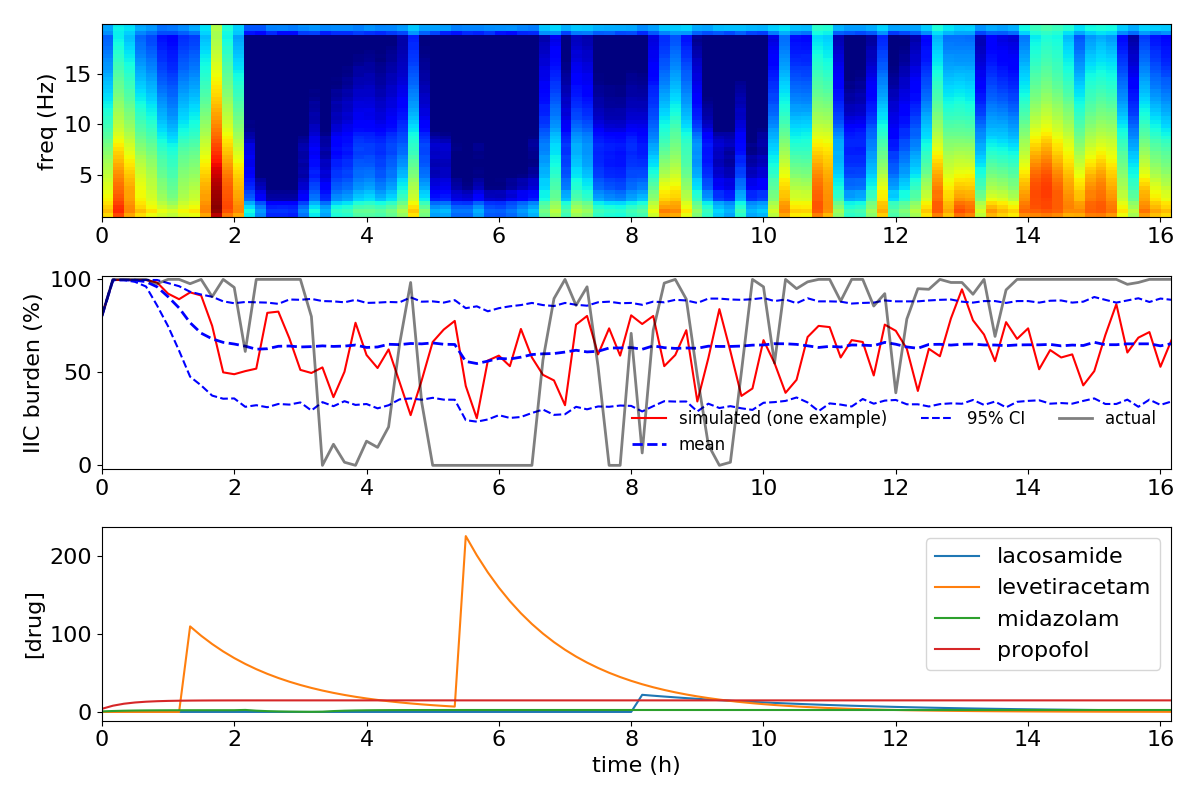 freq (Hz)
15
10
5
0 2 4 6 8 10 12 14 16
IIC burden (%)
100
50
0
simulated (one example)
mean
95% CI
actual
0 2 4 6 8 10 12 14 16
[drug]
200
100
0
lacosamide
levetiracetam
midazolam
propofol
0 2 4 6 8 10 12 14 16
time (h)